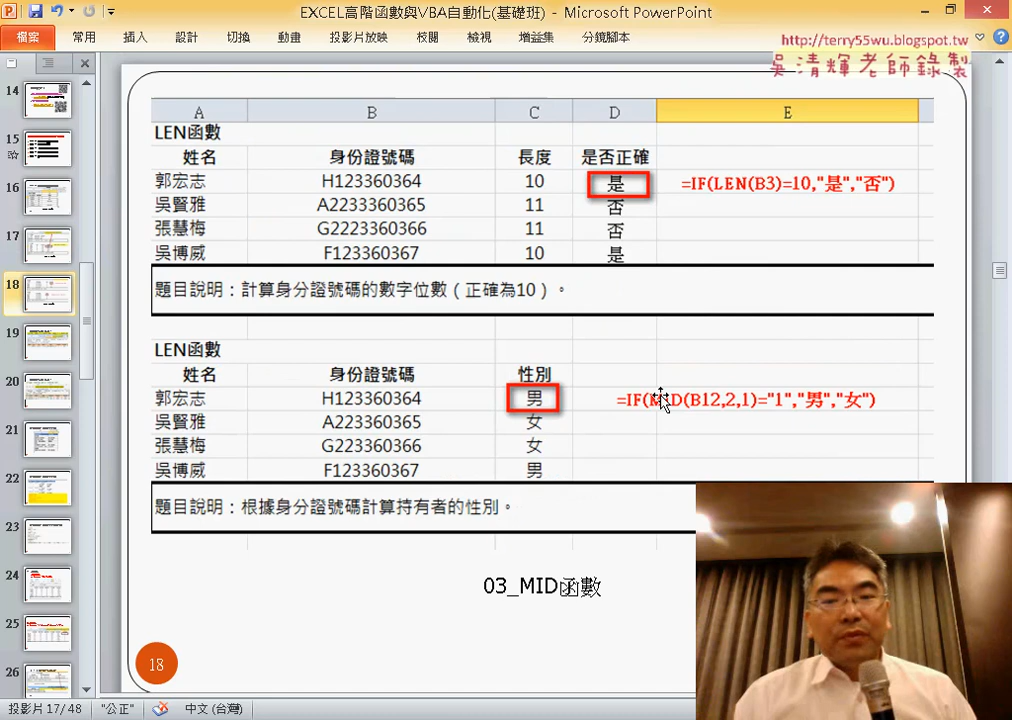 EXCEL高階函數與VBA自動化(基礎班) - Microsoft PowerPoint
檔案 常用 插入 設計 切換 動畫 投影片放映 校閱 檢視 增益集 分鏡腳本
http://terry55wu.blogspot.tw
吳清輝老師錄製
A B C D E
LEN函數
姓名 身份證號碼 長度 是否正確
郭宏志 H123360364 10 是 =IF(LEN(B3)=10,"是","否")
吳賢雅 A2233360365 11 否
張慧梅 G2223360366 11 否
吳博威 F123360367 10 是
題目說明：計算身分證號碼的數字位數（正確為10）。
LEN函數
姓名 身份證號碼 性別
郭宏志 H123360364 男 =IF(MID(B12,2,1)="1","男","女")
吳賢雅 A223360365 女
張慧梅 G223360366 女
吳博威 F123360367 男
題目說明：根據身分證號碼計算持有者的性別。
03_MID函數
18
14
15
16
17
18
19
20
21
22
23
24
25
26
投影片 17/48 "公正" 中文 (台灣)